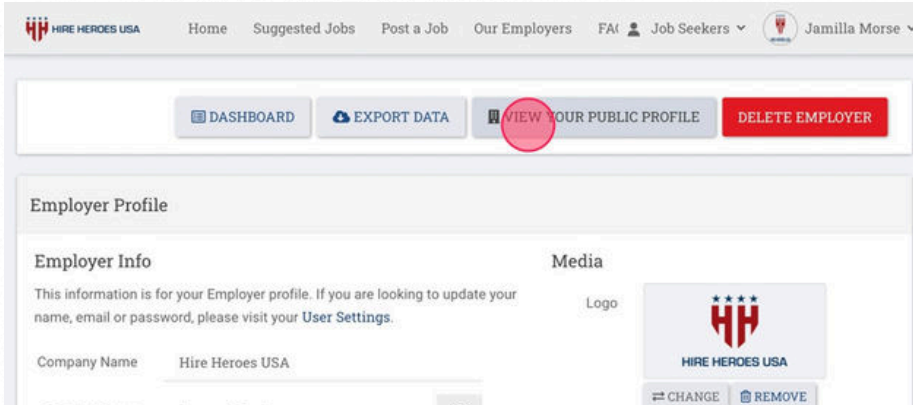 HIRE HEROES USA Home Suggested Jobs Post a Job Our Employers FA Job Seekers Jamilla Morse
DASHBOARD EXPORT DATA VIEW YOUR PUBLIC PROFILE DELETE EMPLOYER
Employer Profile
Employer Info
This information is for your Employer profile. If you are looking to update your
name, email or password, please visit your User Settings.
Company Name Hire Heroes USA
Media
Logo
HIRE HEROES USA
CHANGE REMOVE